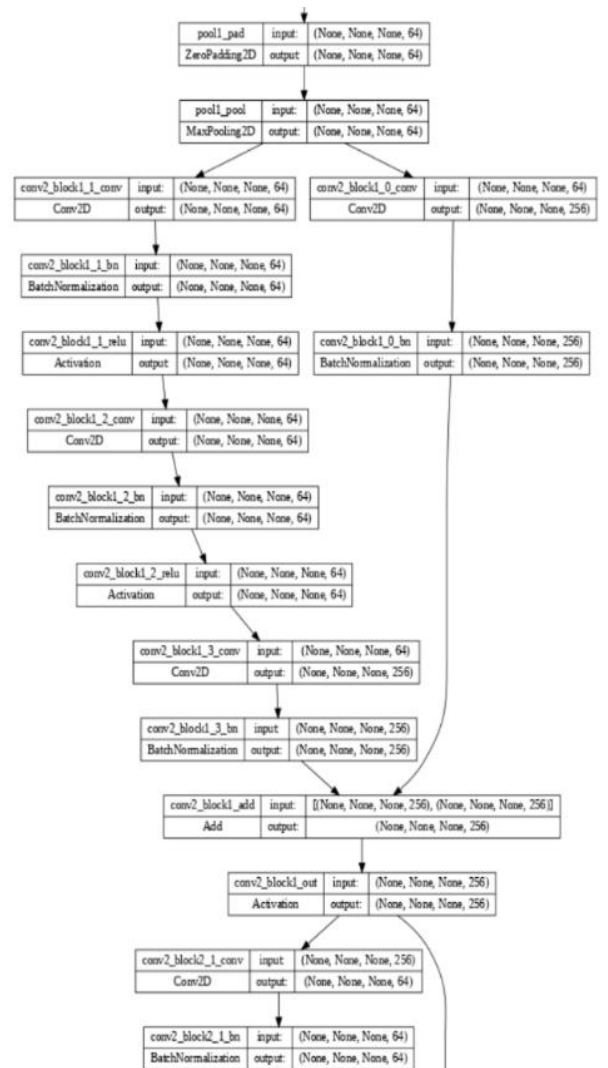 pool1_pad input: (None, None, None, 64)
ZeroPadding2D output: (None, None, None, 64)
pool1_pool input: (None, None, None, 64)
MaxPooling2D output: (None, None, None, 64)
conv2_block1_1_conv input: (None, None, None, 64)
Conv2D output: (None, None, None, 64)
conv2_block1_0_conv input: (None, None, None, 64)
Conv2D output: (None, None, None, 256)
conv2_block1_1_bn input: (None, None, None, 64)
BatchNormalization output: (None, None, None, 64)
conv2_block1_1_relu input: (None, None, None, 64)
Activation output: (None, None, None, 64)
conv2_block1_0_bn input: (None, None, None, 256)
BatchNormalization output: (None, None, None, 256)
conv2_block1_2_conv input: (None, None, None, 64)
Conv2D output: (None, None, None, 64)
conv2_block1_2_bn input: (None, None, None, 64)
BatchNormalization output: (None, None, None, 64)
conv2_block1_2_relu input: (None, None, None, 64)
Activation output: (None, None, None, 64)
conv2_block1_3_conv input: (None, None, None, 64)
Conv2D output: (None, None, None, 256)
conv2_block1_3_bn input: (None, None, None, 256)
BatchNormalization output: (None, None, None, 256)
conv2_block1_add input: [(None, None, None, 256), (None, None, None, 256)]
Add output: (None, None, None, 256)
conv2_block1_out input: (None, None, None, 256)
Activation output: (None, None, None, 256)
conv2_block2_1_conv input: (None, None, None, 256)
Conv2D output: (None, None, None, 64)
conv2_block2_1_bn input: (None, None, None, 64)
BatchNormalization output: (None, None, None, 64)